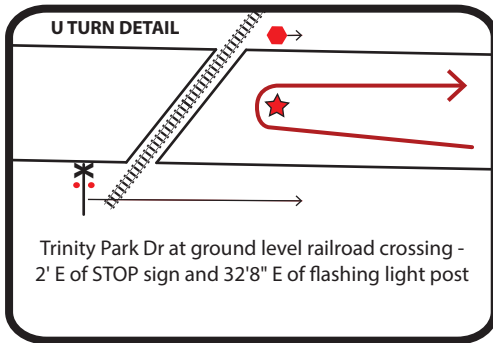 U TURN DETAIL
Trinity Park Dr at ground level railroad crossing -
2' E of STOP sign and 32'8" E of flashing light post